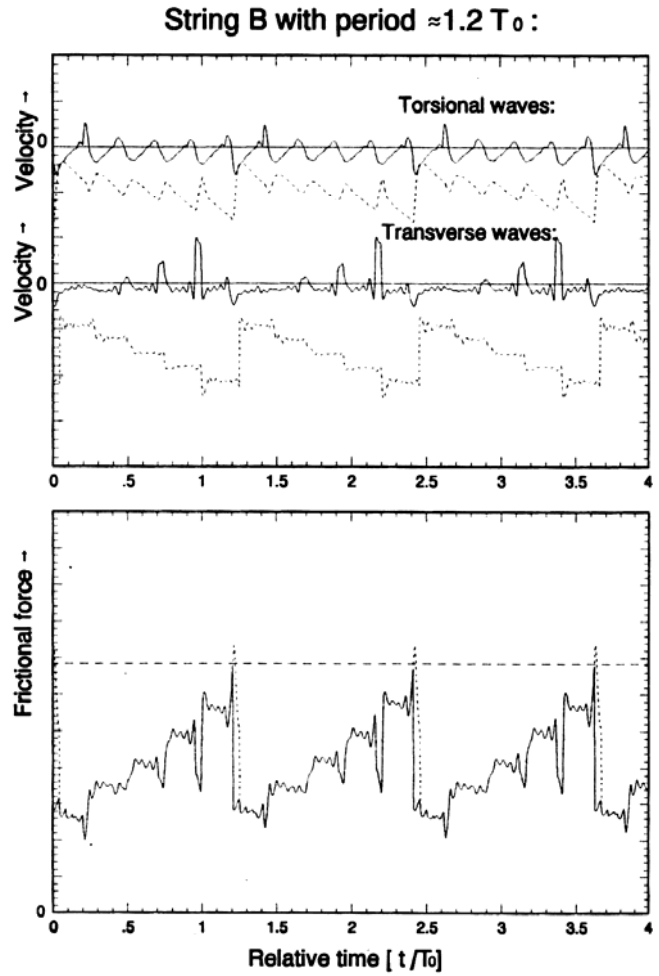 String B with period ≈1.2 T₀ :
Velocity →
0
Torsional waves:
Velocity →
0
Transverse waves:
0 .5 1 1.5 2 2.5 3 3.5 4
Frictional force →
0
0 .5 1 1.5 2 2.5 3 3.5 4
Relative time [ t /T₀]